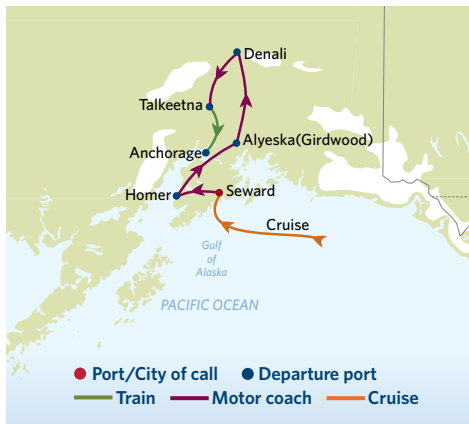 Denali
Talkeetna
Alyeska(Girdwood)
Anchorage
Homer
Seward
Cruise
Gulf
of
Alaska
PACIFIC OCEAN
Port/City of call
Departure port
Train
Motor coach
Cruise